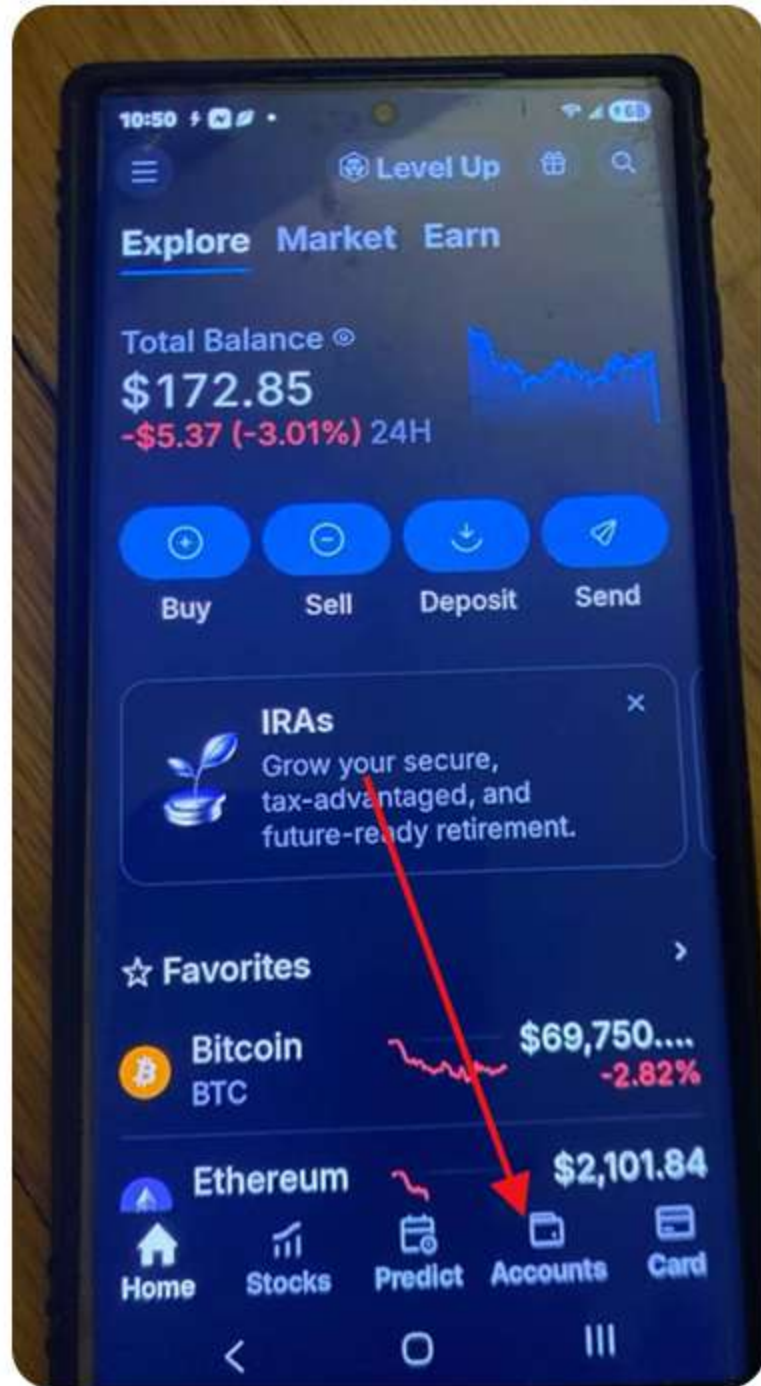 10:50
Level Up
Explore Market Earn
Total Balance
$172.85
-$5.37 (-3.01%) 24H
Buy Sell Deposit Send
IRAs
Grow your secure,
tax-advantaged, and
future-ready retirement.
Favorites
Bitcoin $69,750....
BTC -2.82%
Ethereum $2,101.84
Home Stocks Predict Accounts Card